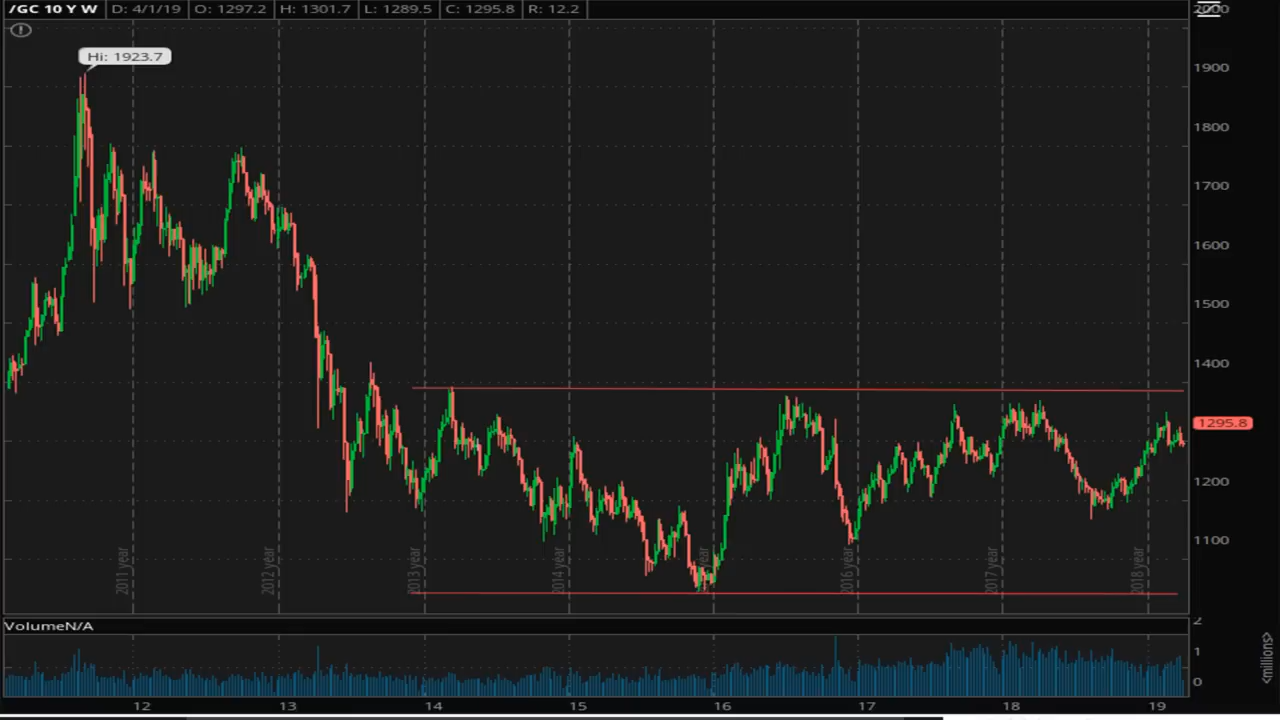 /GC 10 Y W D: 4/1/19 O: 1297.2 H: 1301.7 L: 1289.5 C: 1295.8 R: 12.2
2000
Hi: 1923.7
1900
1800
1700
1600
1500
1400
1295.8
1200
1100
2011 year
2012 year
2013 year
2014 year
year
2016 year
2017 year
2018 year
VolumeN/A
2
1
0
<millions>
12 13 14 15 16 17 18 19